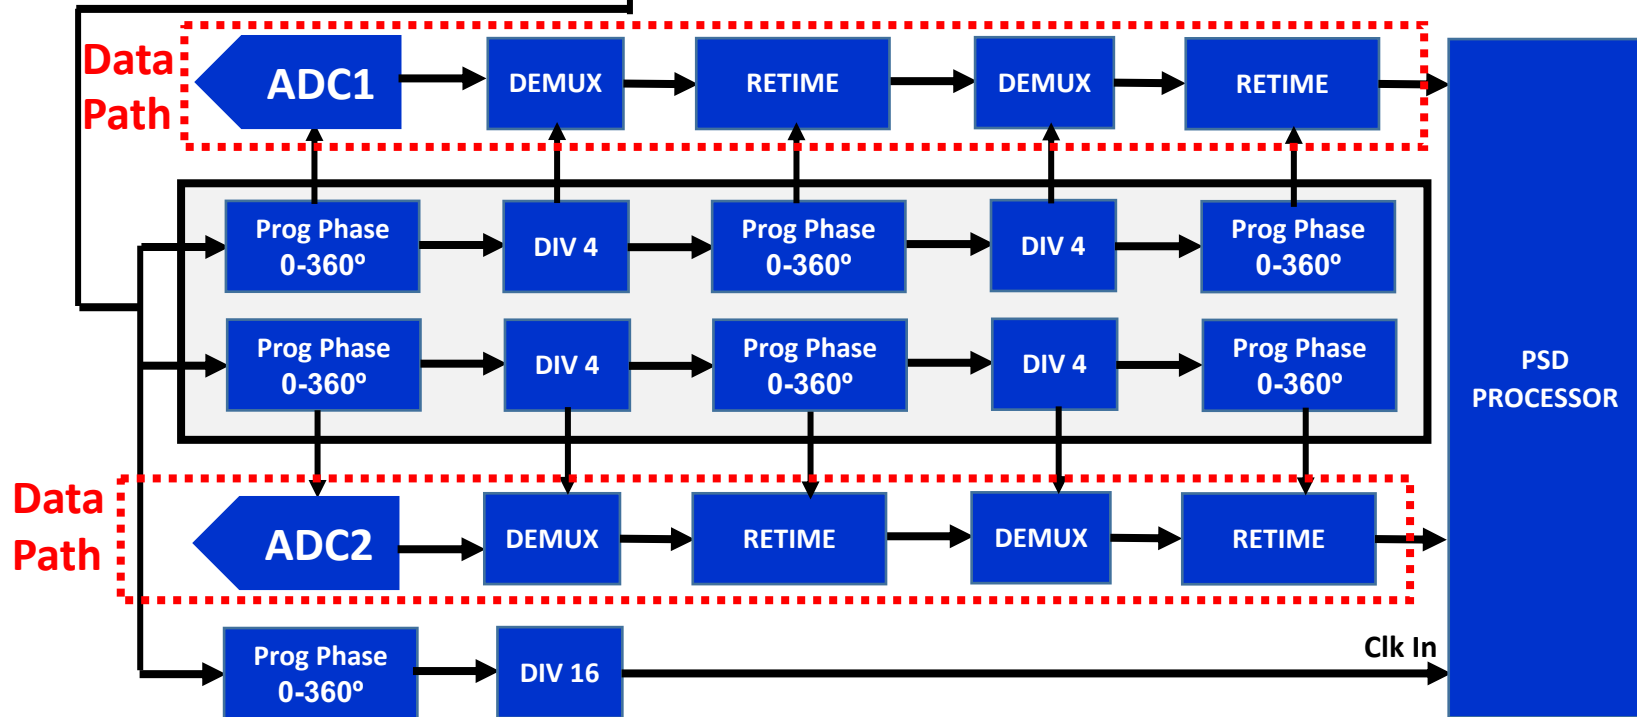 Data
Path
ADC1
DEMUX
RETIME
DEMUX
RETIME
Prog Phase
0-360º
DIV 4
Prog Phase
0-360º
DIV 4
Prog Phase
0-360º
Prog Phase
0-360º
DIV 4
Prog Phase
0-360º
DIV 4
Prog Phase
0-360º
PSD
PROCESSOR
Data
Path
ADC2
DEMUX
RETIME
DEMUX
RETIME
Prog Phase
0-360º
DIV 16
Clk In